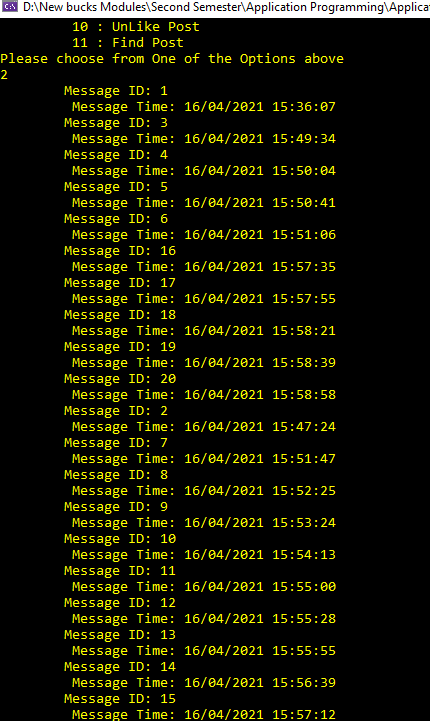 D:\New bucks Modules\Second Semester\Application Programming\Applicat
10 : UnLike Post
11 : Find Post
Please choose from One of the Options above
2
Message ID: 1
Message Time: 16/04/2021 15:36:07
Message ID: 3
Message Time: 16/04/2021 15:49:34
Message ID: 4
Message Time: 16/04/2021 15:50:04
Message ID: 5
Message Time: 16/04/2021 15:50:41
Message ID: 6
Message Time: 16/04/2021 15:51:06
Message ID: 16
Message Time: 16/04/2021 15:57:35
Message ID: 17
Message Time: 16/04/2021 15:57:55
Message ID: 18
Message Time: 16/04/2021 15:58:21
Message ID: 19
Message Time: 16/04/2021 15:58:39
Message ID: 20
Message Time: 16/04/2021 15:58:58
Message ID: 2
Message Time: 16/04/2021 15:47:24
Message ID: 7
Message Time: 16/04/2021 15:51:47
Message ID: 8
Message Time: 16/04/2021 15:52:25
Message ID: 9
Message Time: 16/04/2021 15:53:24
Message ID: 10
Message Time: 16/04/2021 15:54:13
Message ID: 11
Message Time: 16/04/2021 15:55:00
Message ID: 12
Message Time: 16/04/2021 15:55:28
Message ID: 13
Message Time: 16/04/2021 15:55:55
Message ID: 14
Message Time: 16/04/2021 15:56:39
Message ID: 15
Message Time: 16/04/2021 15:57:12